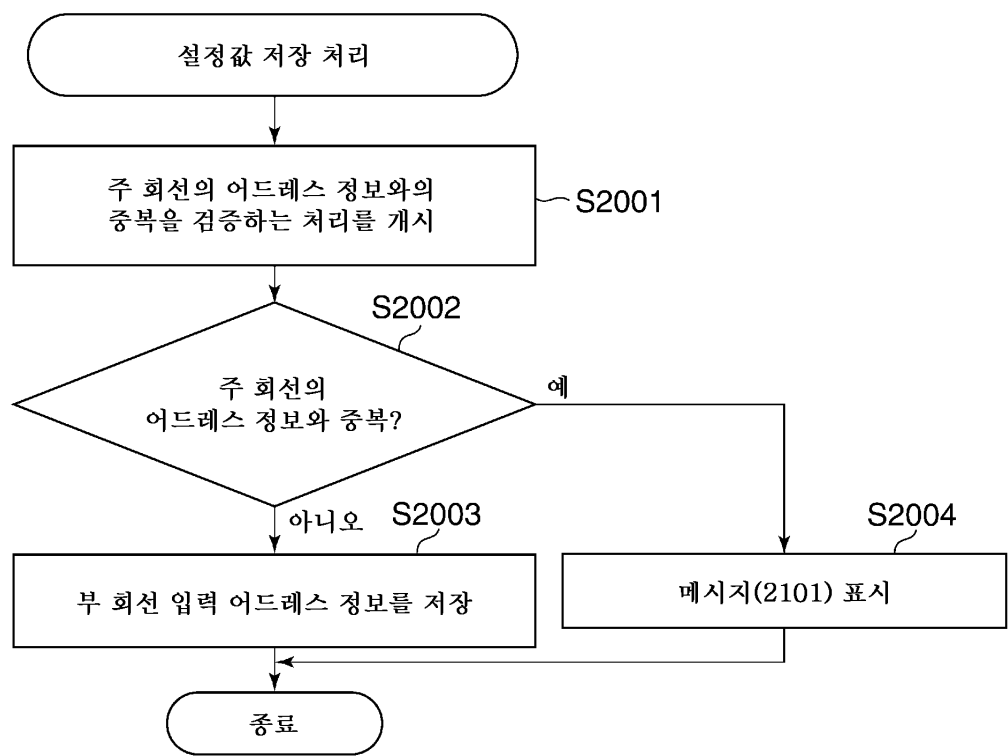 설정값 저장 처리
주 회선의 어드레스 정보와의
중복을 검증하는 처리를 개시
S2001
S2002
주 회선의
어드레스 정보와 중복?
예
아니오
S2003
부 회선 입력 어드레스 정보를 저장
S2004
메시지(2101) 표시
종료